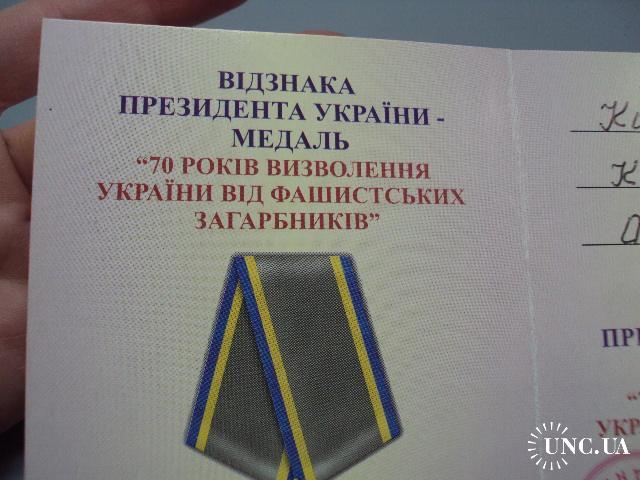 ВІДЗНАКА
ПРЕЗИДЕНТА УКРАЇНИ -
МЕДАЛЬ
“70 РОКІВ ВИЗВОЛЕННЯ
УКРАЇНИ ВІД ФАШИСТСЬКИХ
ЗАГАРБНИКІВ”
UNC.UA